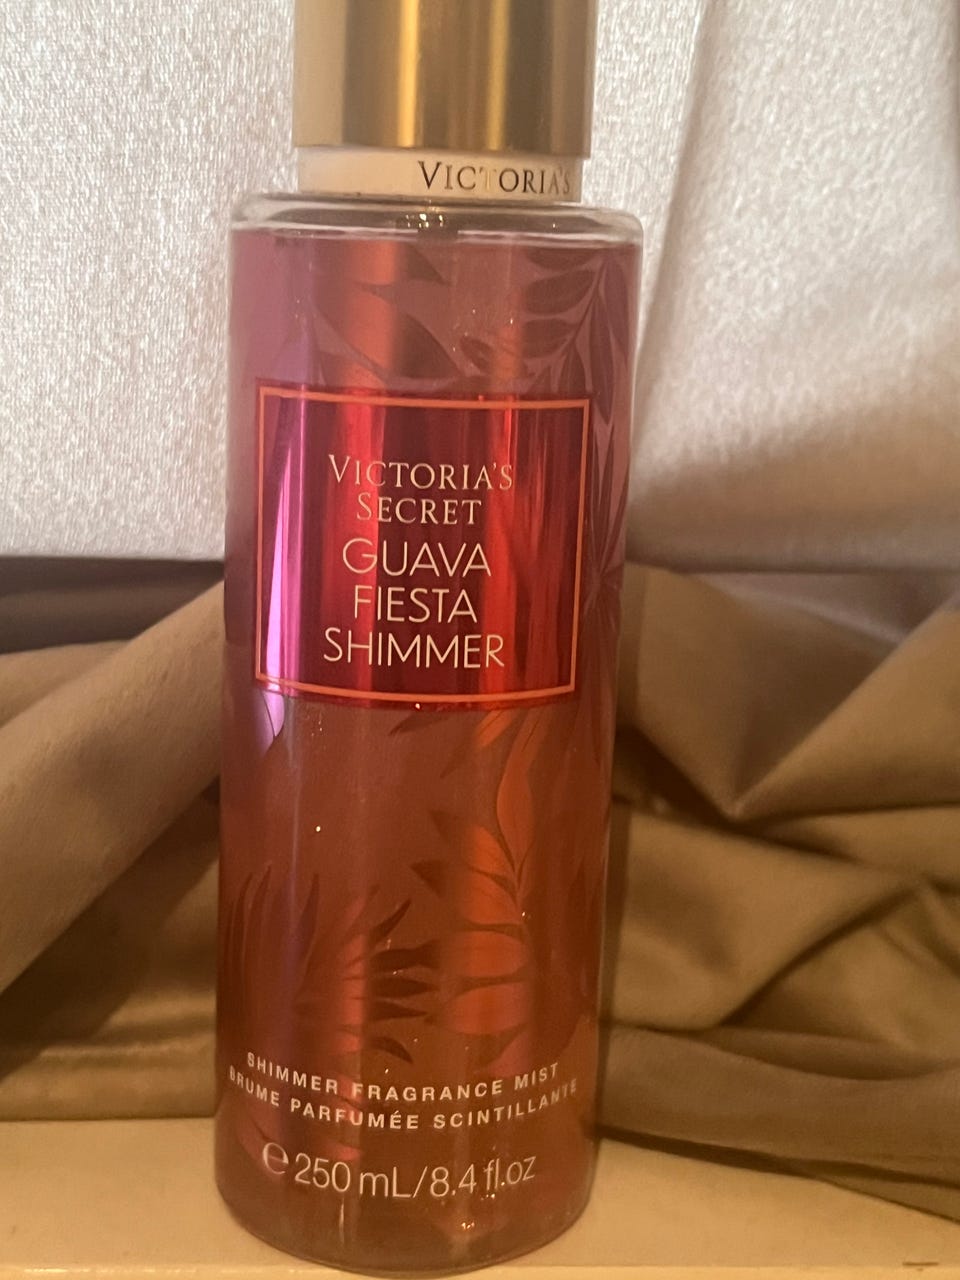 VICTORIA'S
VICTORIA'S
SECRET
GUAVA
FIESTA
SHIMMER
SHIMMER FRAGRANCE MIST
BRUME PARFUMÉE SCINTILLANTE
℮ 250 mL/8.4 fl.oz